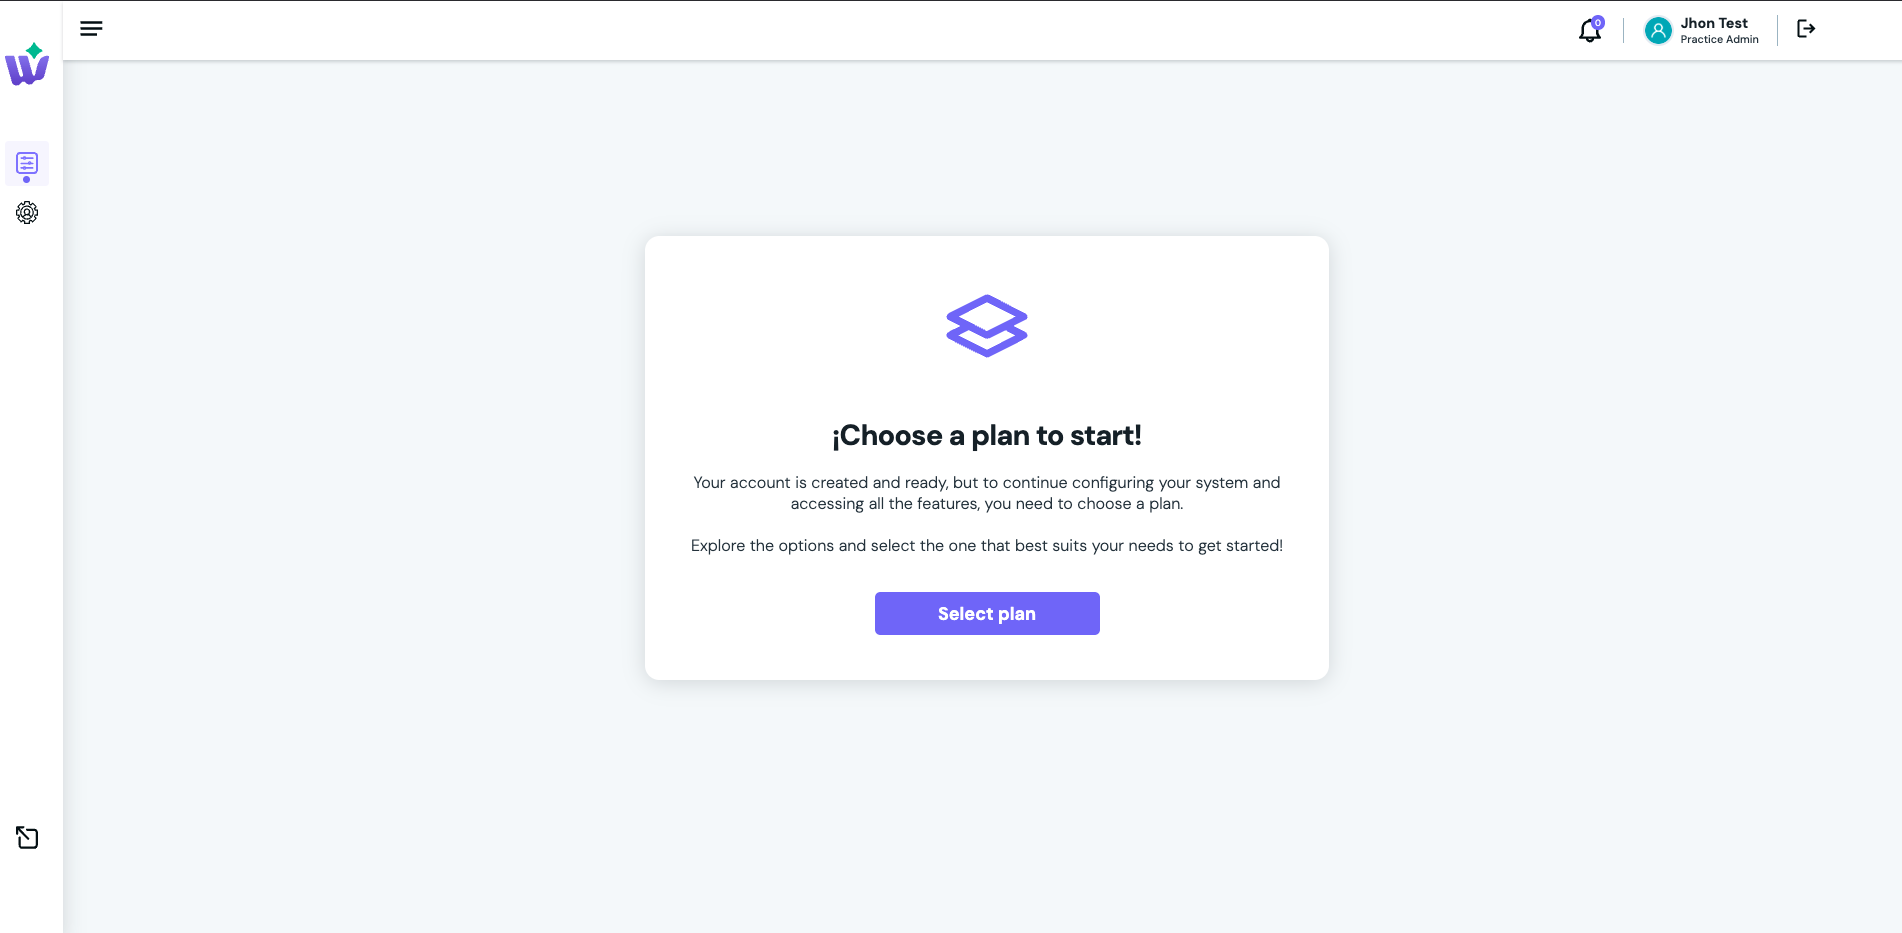 0
Jhon Test
Practice Admin
¡Choose a plan to start!
Your account is created and ready, but to continue configuring your system and
accessing all the features, you need to choose a plan.
Explore the options and select the one that best suits your needs to get started!
Select plan